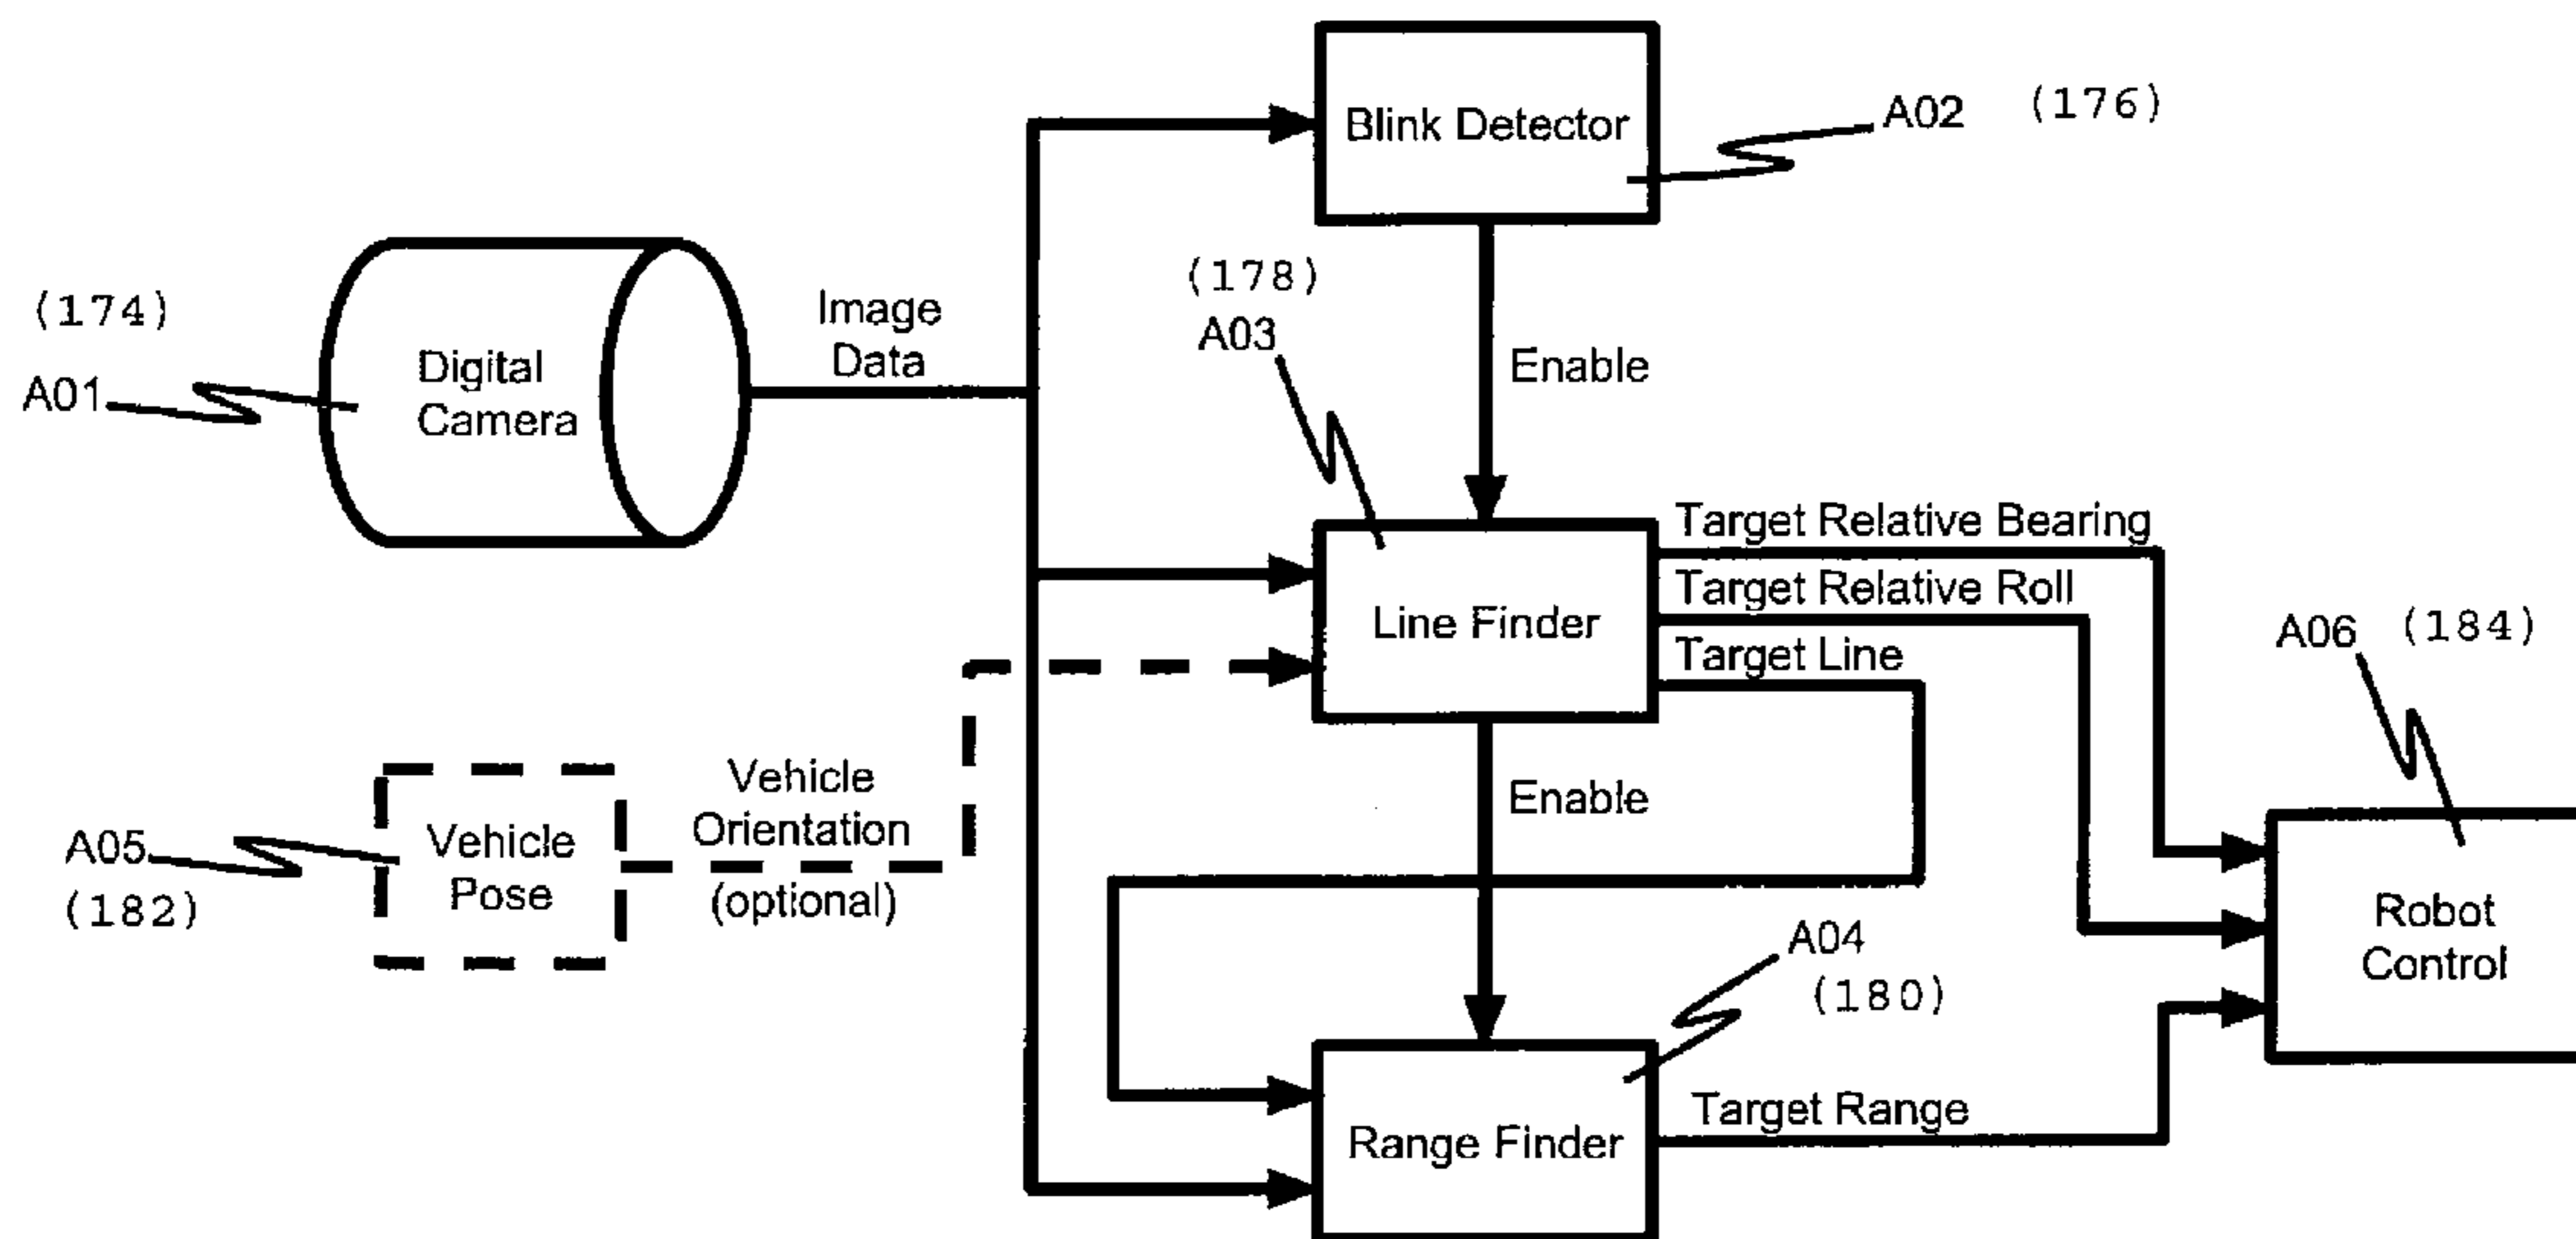 Blink Detector
A02 (176)
(174)
A01
Digital
Camera
Image
Data
(178)
A03
Enable
Target Relative Bearing
Target Relative Roll
Target Line
Line Finder
A06 (184)
Vehicle
Orientation
(optional)
A05
(182)
Vehicle
Pose
Enable
Robot
Control
A04
(180)
Range Finder
Target Range